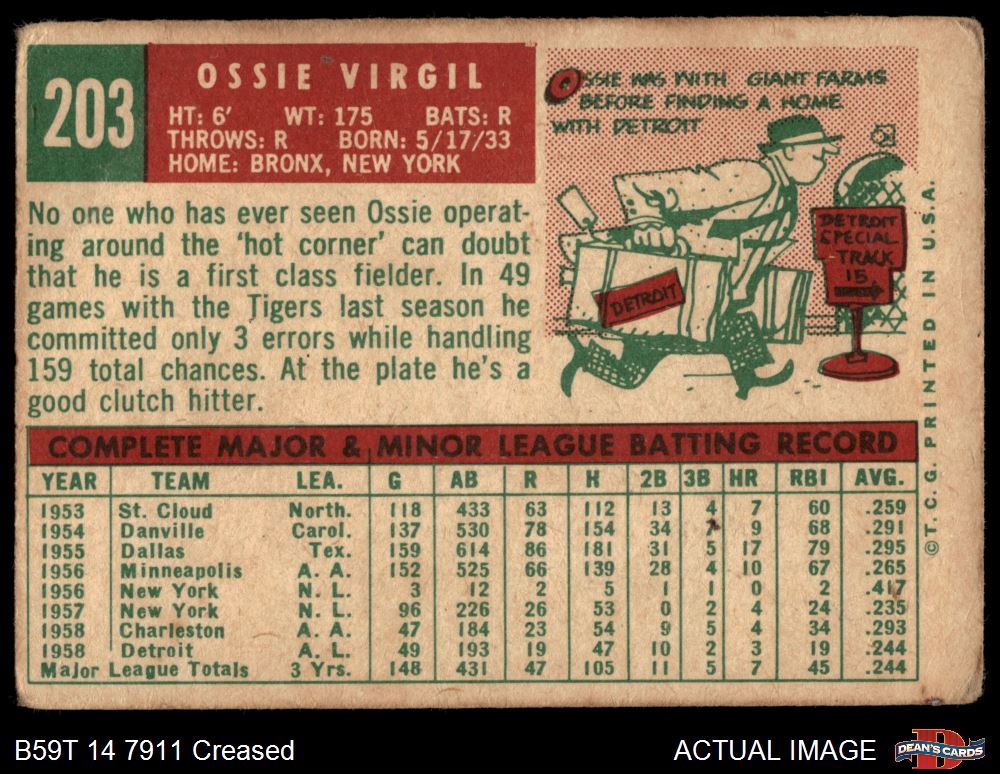 203
OSSIE VIRGIL
HT: 6' WT: 175 BATS: R
THROWS: R BORN: 5/17/33
HOME: BRONX, NEW YORK
OSSIE WAS WITH GIANT FARMS
BEFORE FINDING A HOME
WITH DETROIT
DETROIT
SPECIAL
TRACK
15
DETROIT
No one who has ever seen Ossie operat-
ing around the 'hot corner' can doubt
that he is a first class fielder. In 49
games with the Tigers last season he
committed only 3 errors while handling
159 total chances. At the plate he's a
good clutch hitter.
COMPLETE MAJOR & MINOR LEAGUE BATTING RECORD
YEAR TEAM LEA. G AB R H 2B 3B HR RBI AVG.
1953 St. Cloud North. 118 433 63 112 13 4 7 60 .259
1954 Danville Carol. 137 530 78 154 34 7 9 68 .291
1955 Dallas Tex. 159 614 86 181 31 5 17 79 .295
1956 Minneapolis A. A. 152 525 66 139 28 4 10 67 .265
1956 New York N. L. 3 12 2 5 1 1 0 2 .417
1957 New York N. L. 96 226 26 53 0 2 4 24 .235
1958 Charleston A. A. 47 184 23 54 9 5 4 34 .293
1958 Detroit A. L. 49 193 19 47 10 2 3 19 .244
Major League Totals 3 Yrs. 148 431 47 105 11 5 7 45 .244
©T. C. G. PRINTED IN U.S.A.
B59T 14 7911 Creased
ACTUAL IMAGE
DEAN'S CARDS